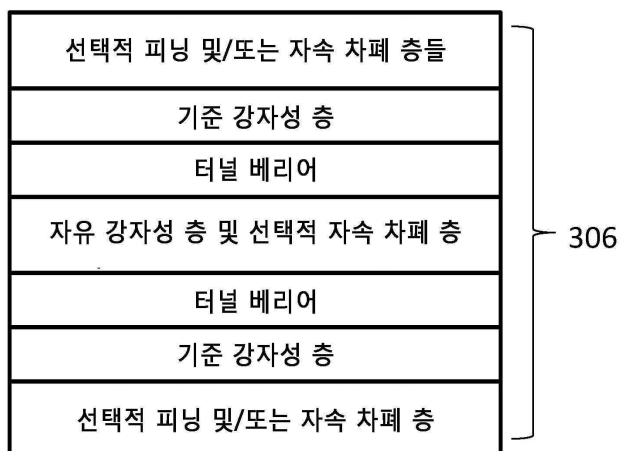 선택적 피닝 및/또는 자속 차폐 층들
기준 강자성 층
터널 베리어
자유 강자성 층 및 선택적 자속 차폐 층
306
터널 베리어
기준 강자성 층
선택적 피닝 및/또는 자속 차폐 층